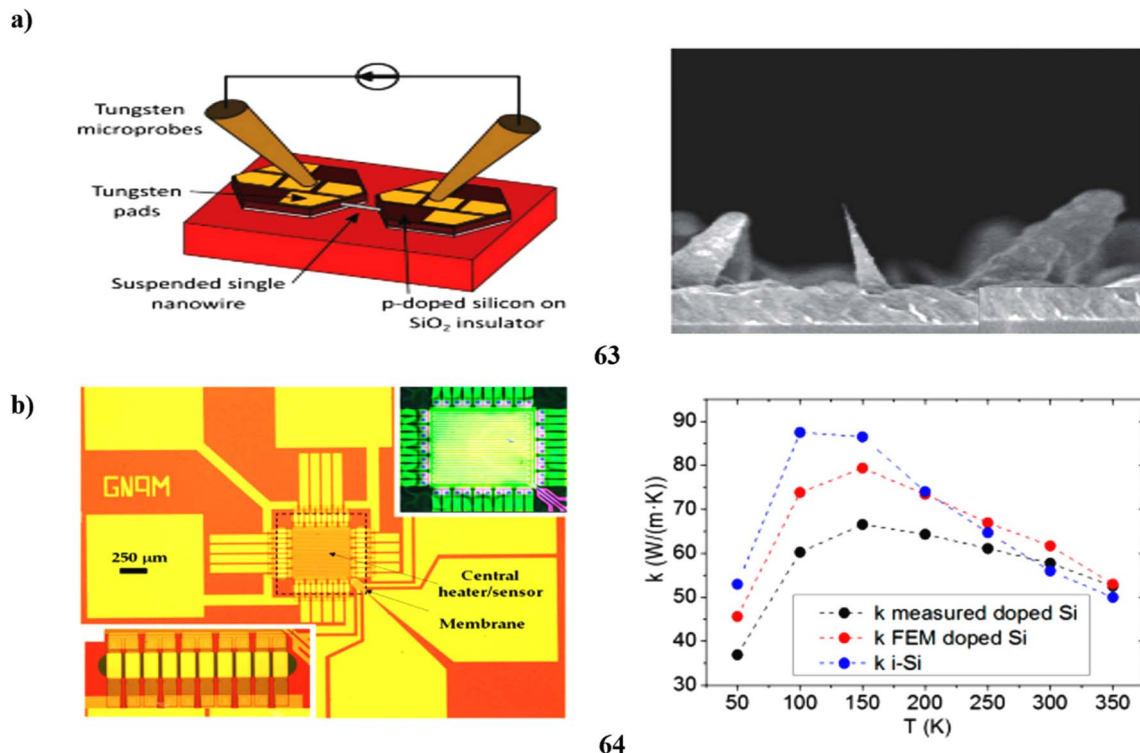 a)
Tungsten
microprobes
Tungsten
pads
Suspended single
nanowire
p-doped silicon on
SiO₂ insulator
63
b)
GN9M
250 µm
Central
heater/sensor
Membrane
k (W/(m·K))
90
80
70
60
50
40
30
k measured doped Si
k FEM doped Si
k i-Si
50 100 150 200 250 300 350
T (K)
64